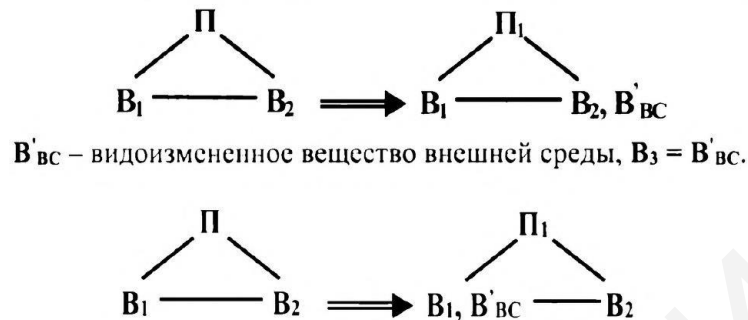 П П₁
В₁ В₂ В₁ В₂, В'ВС
В'ВС – видоизмененное вещество внешней среды, В₃ = В'ВС.
П П₁
В₁ В₂ В₁, В'ВС В₂